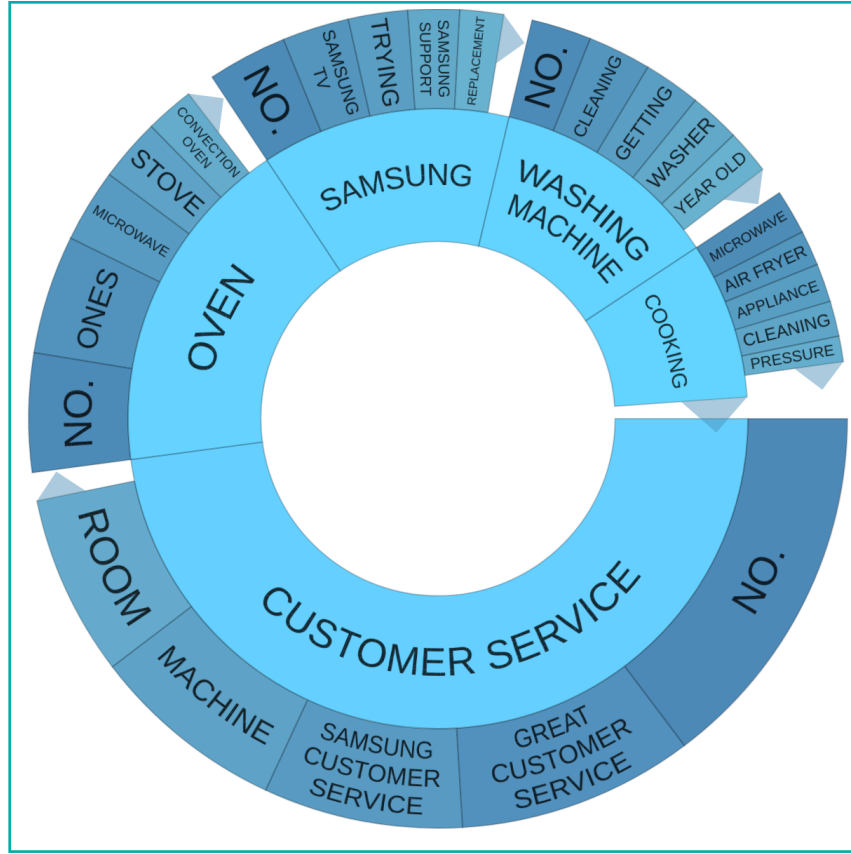 NO.
SAMSUNG
TV
TRYING
SAMSUNG
SUPPORT
REPLACEMENT
NO.
CLEANING
GETTING
WASHER
YEAR OLD
MICROWAVE
AIR FRYER
APPLIANCE
CLEANING
PRESSURE
CONVECTION
OVEN
STOVE
MICROWAVE
ONES
NO.
SAMSUNG
WASHING
MACHINE
COOKING
OVEN
CUSTOMER SERVICE
ROOM
MACHINE
SAMSUNG
CUSTOMER
SERVICE
GREAT
CUSTOMER
SERVICE
NO.